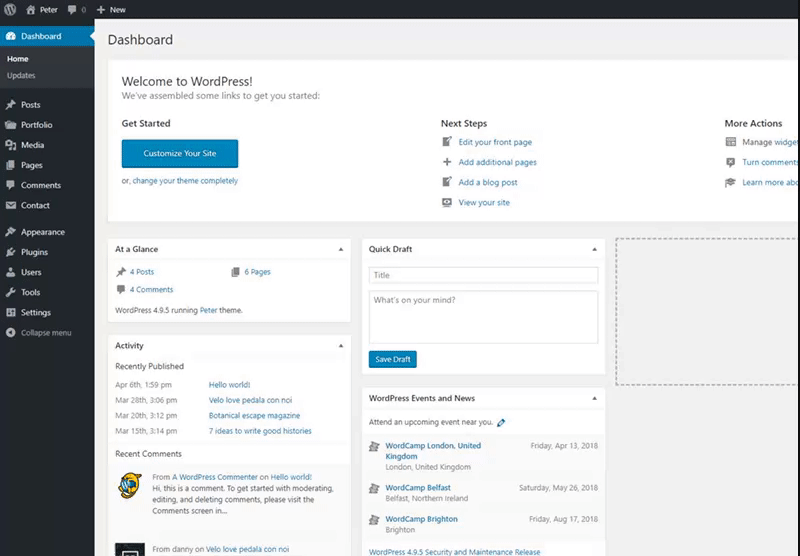 Peter 0 New
Dashboard
Home
Updates
Posts
Portfolio
Media
Pages
Comments
Contact
Appearance
Plugins
Users
Tools
Settings
Collapse menu
Dashboard
Welcome to WordPress!
We've assembled some links to get you started:
Get Started
Customize Your Site
or, change your theme completely
Next Steps
Edit your front page
Add additional pages
Add a blog post
View your site
More Actions
Manage widge
Turn comment
Learn more abo
At a Glance
4 Posts 6 Pages
4 Comments
WordPress 4.9.5 running Peter theme.
Activity
Recently Published
Apr 6th, 1:59 pm Hello world!
Mar 28th, 3:06 pm Velo love pedala con noi
Mar 20th, 3:12 pm Botanical escape magazine
Mar 15th, 3:14 pm 7 ideas to write good histories
Recent Comments
From A WordPress Commenter on Hello world!
Hi, this is a comment. To get started with moderating,
editing, and deleting comments, please visit the
Comments screen in...
From danny on Velo love pedala con noi
Quick Draft
Title
What's on your mind?
Save Draft
WordPress Events and News
Attend an upcoming event near you.
WordCamp London, United Friday, Apr 13, 2018
Kingdom
London, United Kingdom
WordCamp Belfast Saturday, May 26, 2018
Belfast, Northern Ireland
WordCamp Brighton Friday, Aug 17, 2018
Brighton
WordPress 4.9.5 Security and Maintenance Release